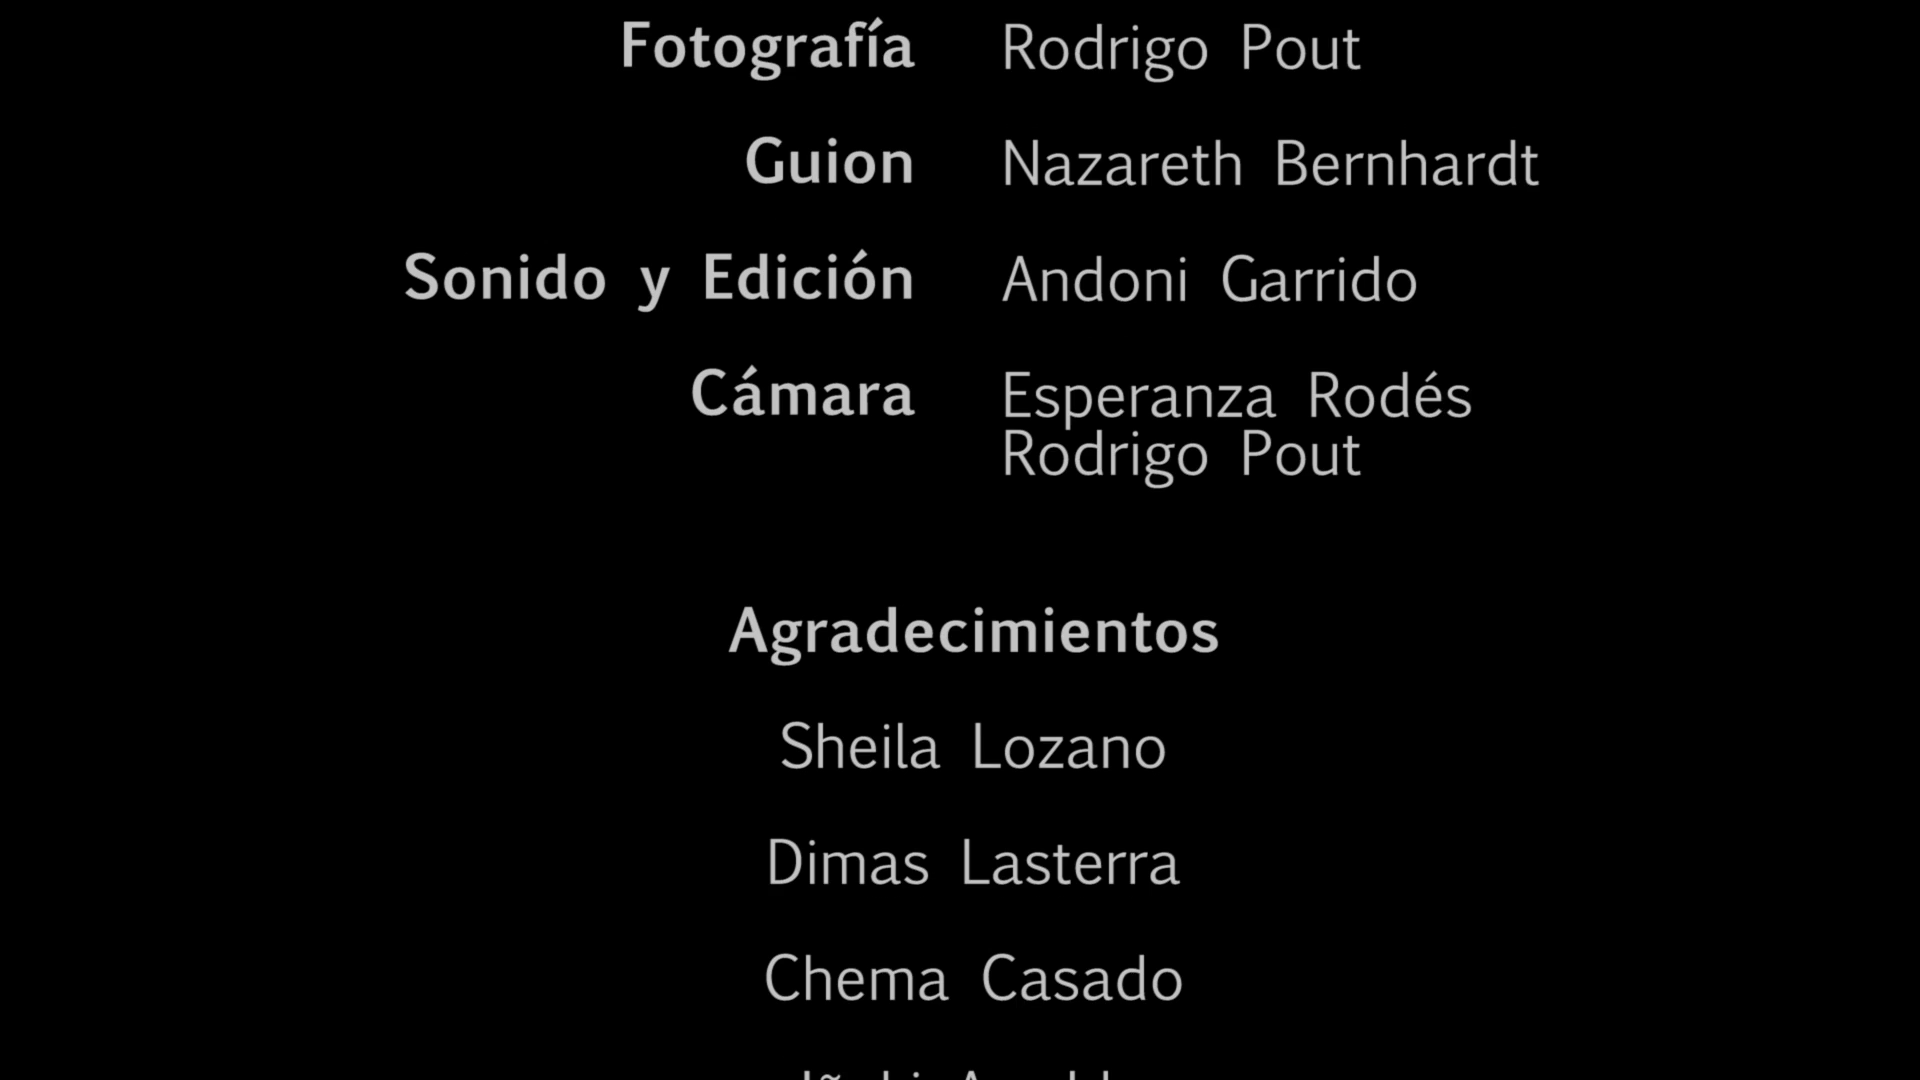 Fotografía Rodrigo Pout
Guion Nazareth Bernhardt
Sonido y Edición Andoni Garrido
Cámara Esperanza Rodés
Rodrigo Pout
Agradecimientos
Sheila Lozano
Dimas Lasterra
Chema Casado